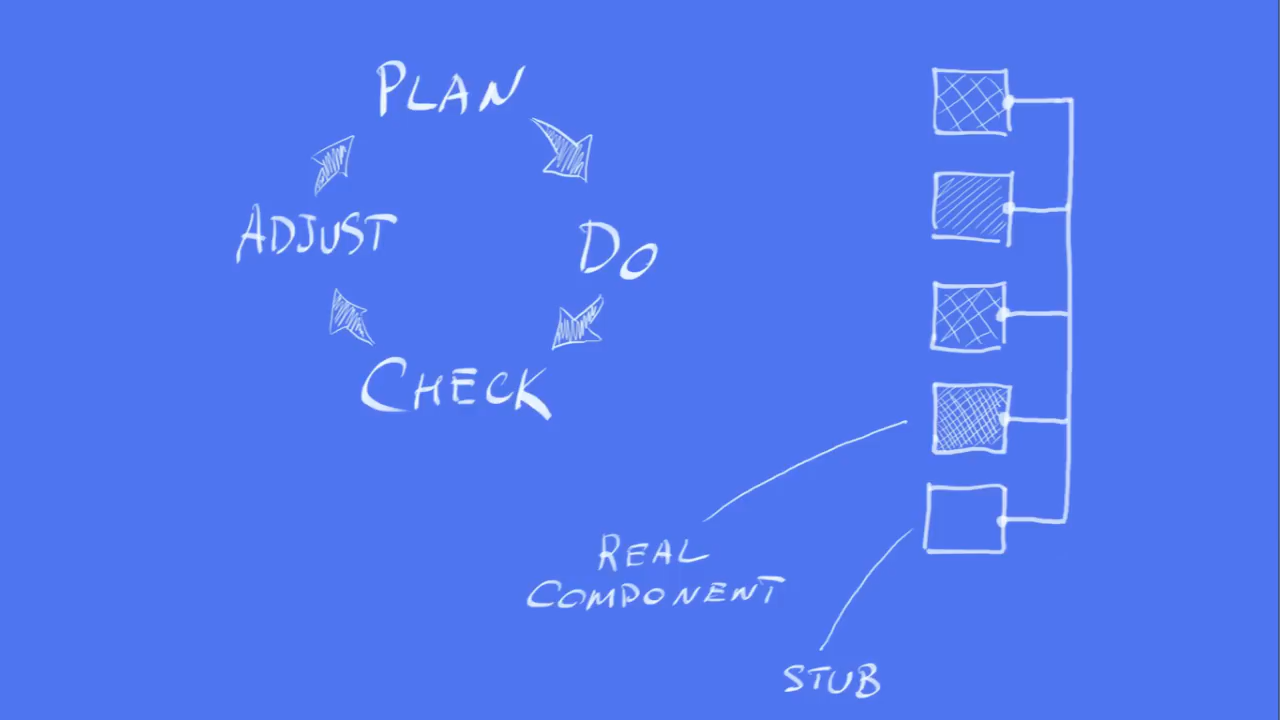 PLAN
ADJUST
DO
CHECK
REAL
COMPONENT
STUB